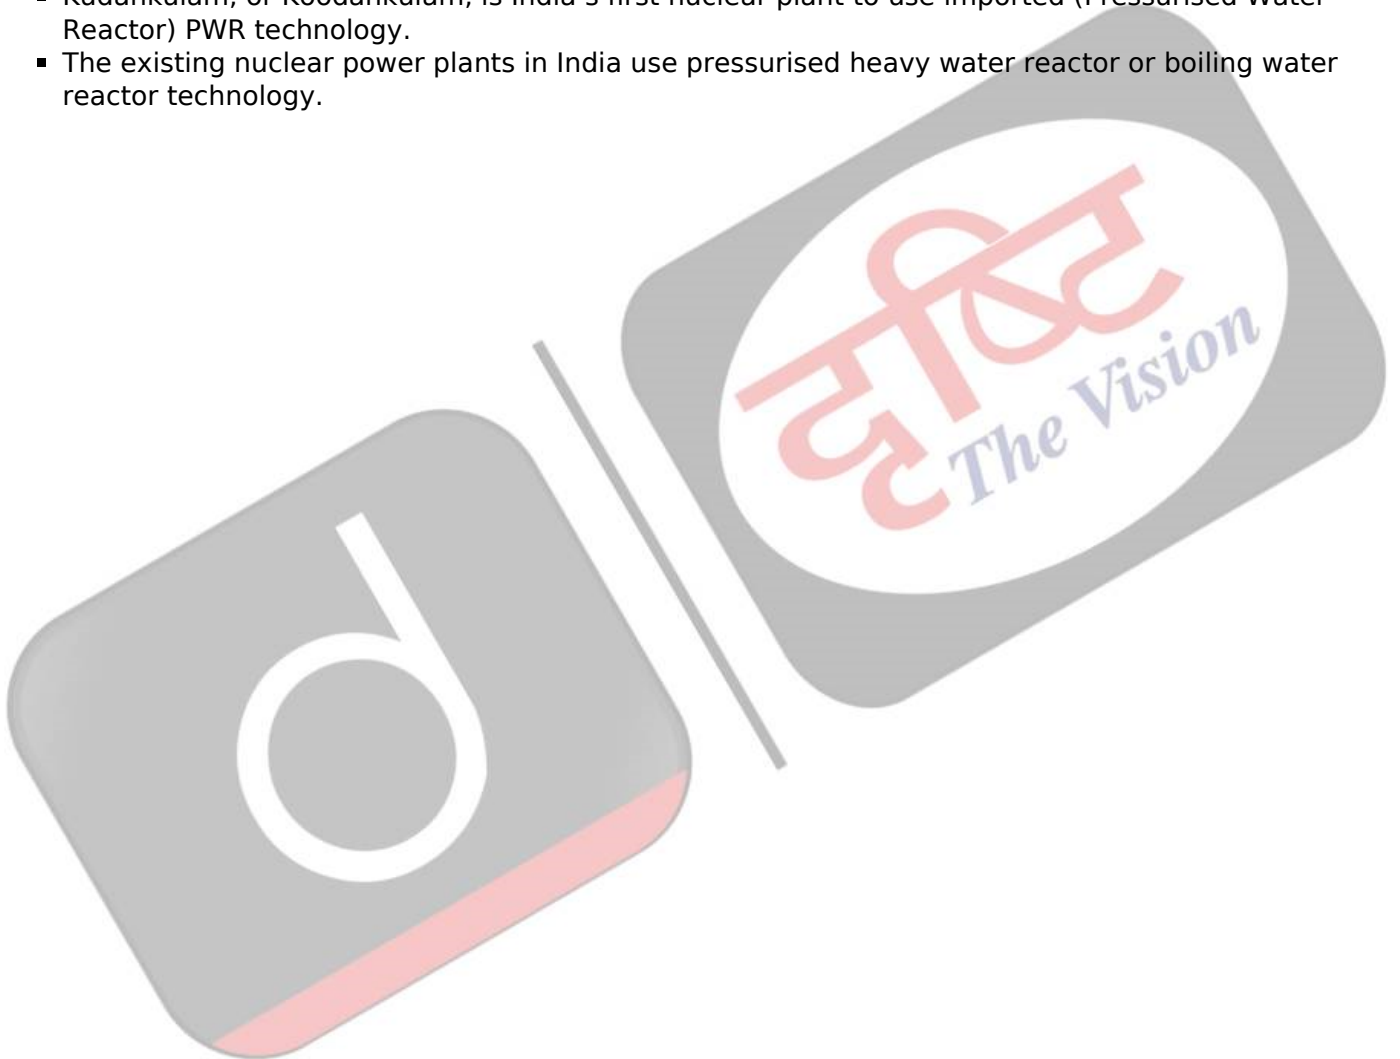 Kudankulam, or Koodankulam, is India's first nuclear plant to use imported (Pressurised Water
Reactor) PWR technology.
The existing nuclear power plants in India use pressurised heavy water reactor or boiling water
reactor technology.
दृष्टि
The Vision
d